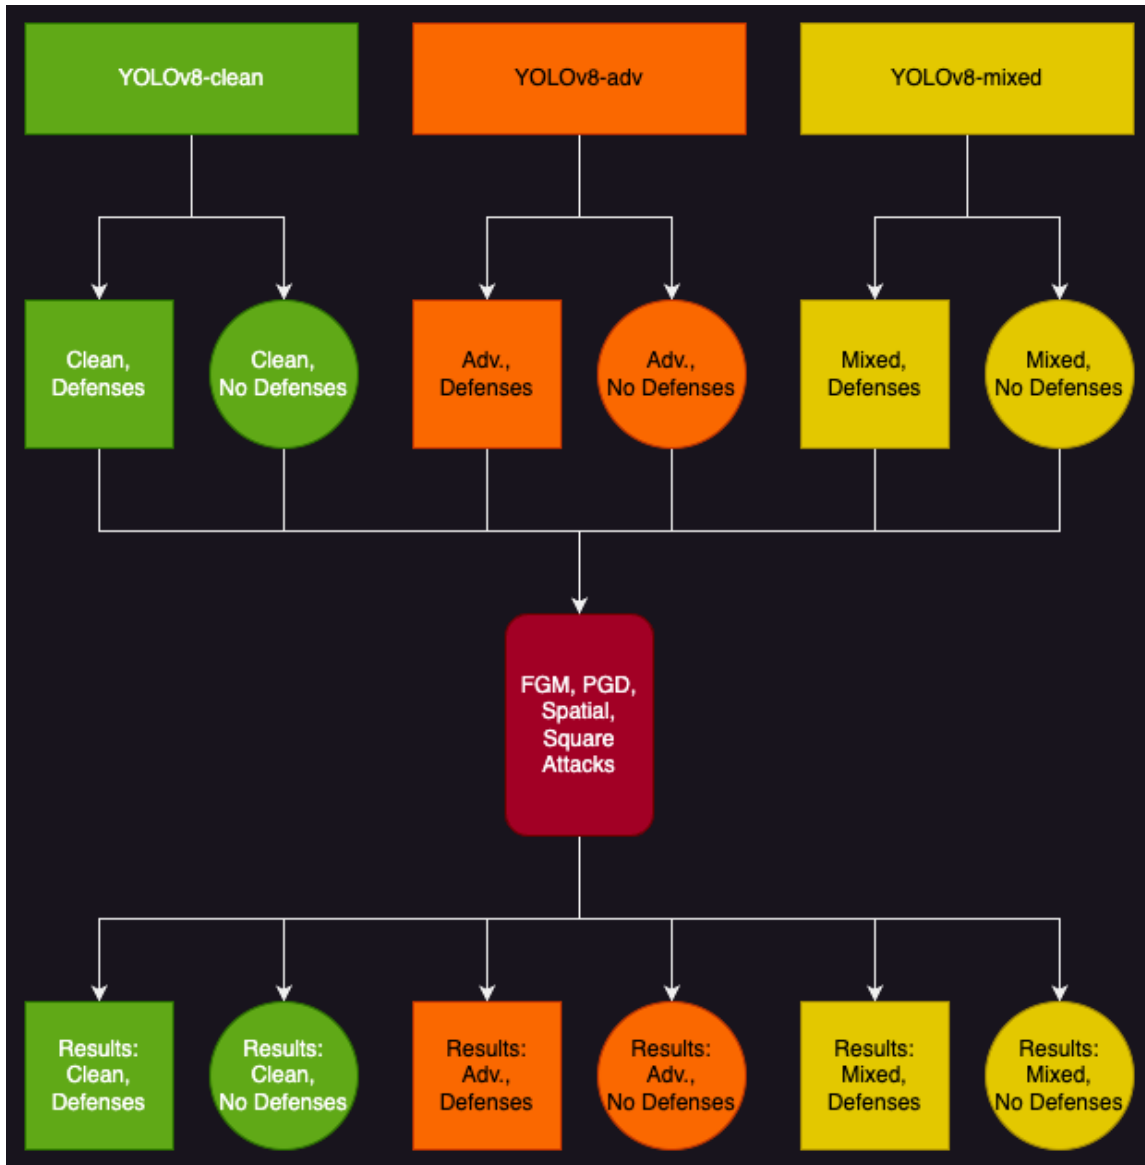 YOLOv8-clean
YOLOv8-adv
YOLOv8-mixed
Clean,
Defenses
Clean,
No Defenses
Adv.,
Defenses
Adv.,
No Defenses
Mixed,
Defenses
Mixed,
No Defenses
FGM, PGD,
Spatial,
Square
Attacks
Results:
Clean,
Defenses
Results:
Clean,
No Defenses
Results:
Adv.,
Defenses
Results:
Adv.,
No Defenses
Results:
Mixed,
Defenses
Results:
Mixed,
No Defenses